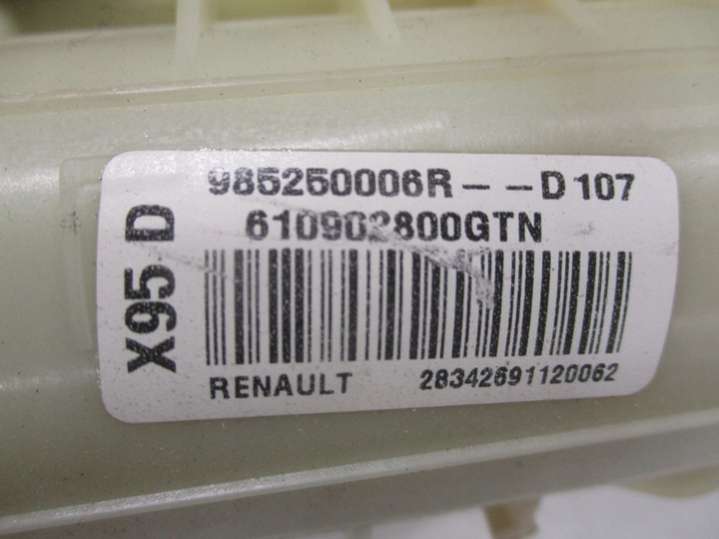 985250006R－－D 107
610902800GTN
X95 D
RENAULT 28342691120062